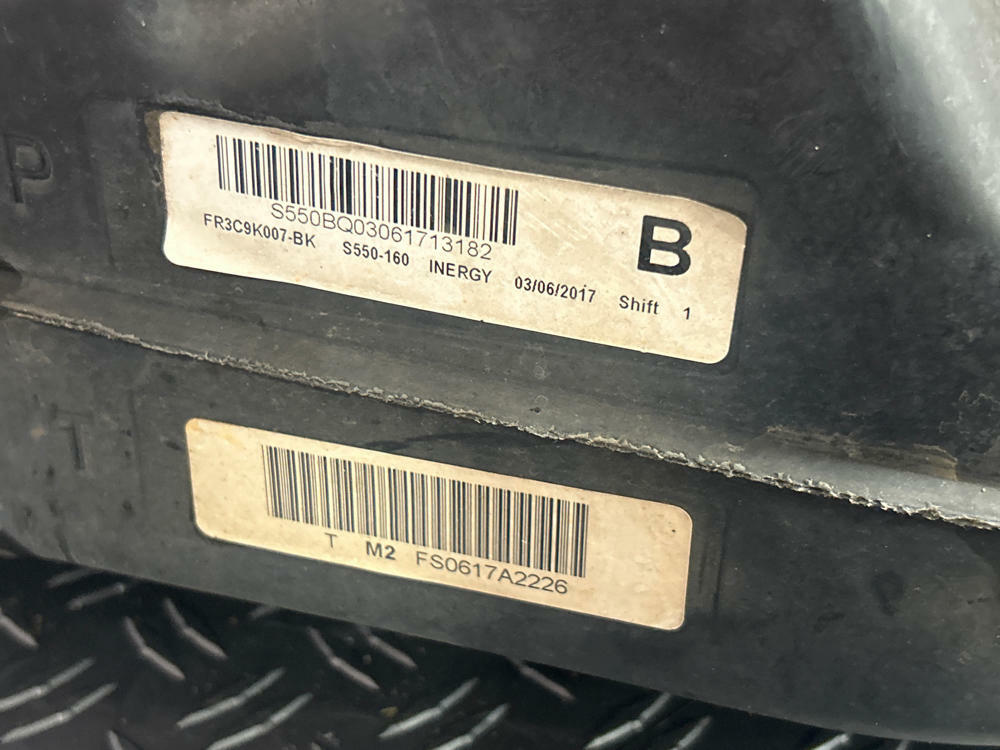 P
S550BQ03061713182
B
FR3C9K007-BK S550-160 INERGY 03/06/2017 Shift 1
T
T M2 FS0617A2226